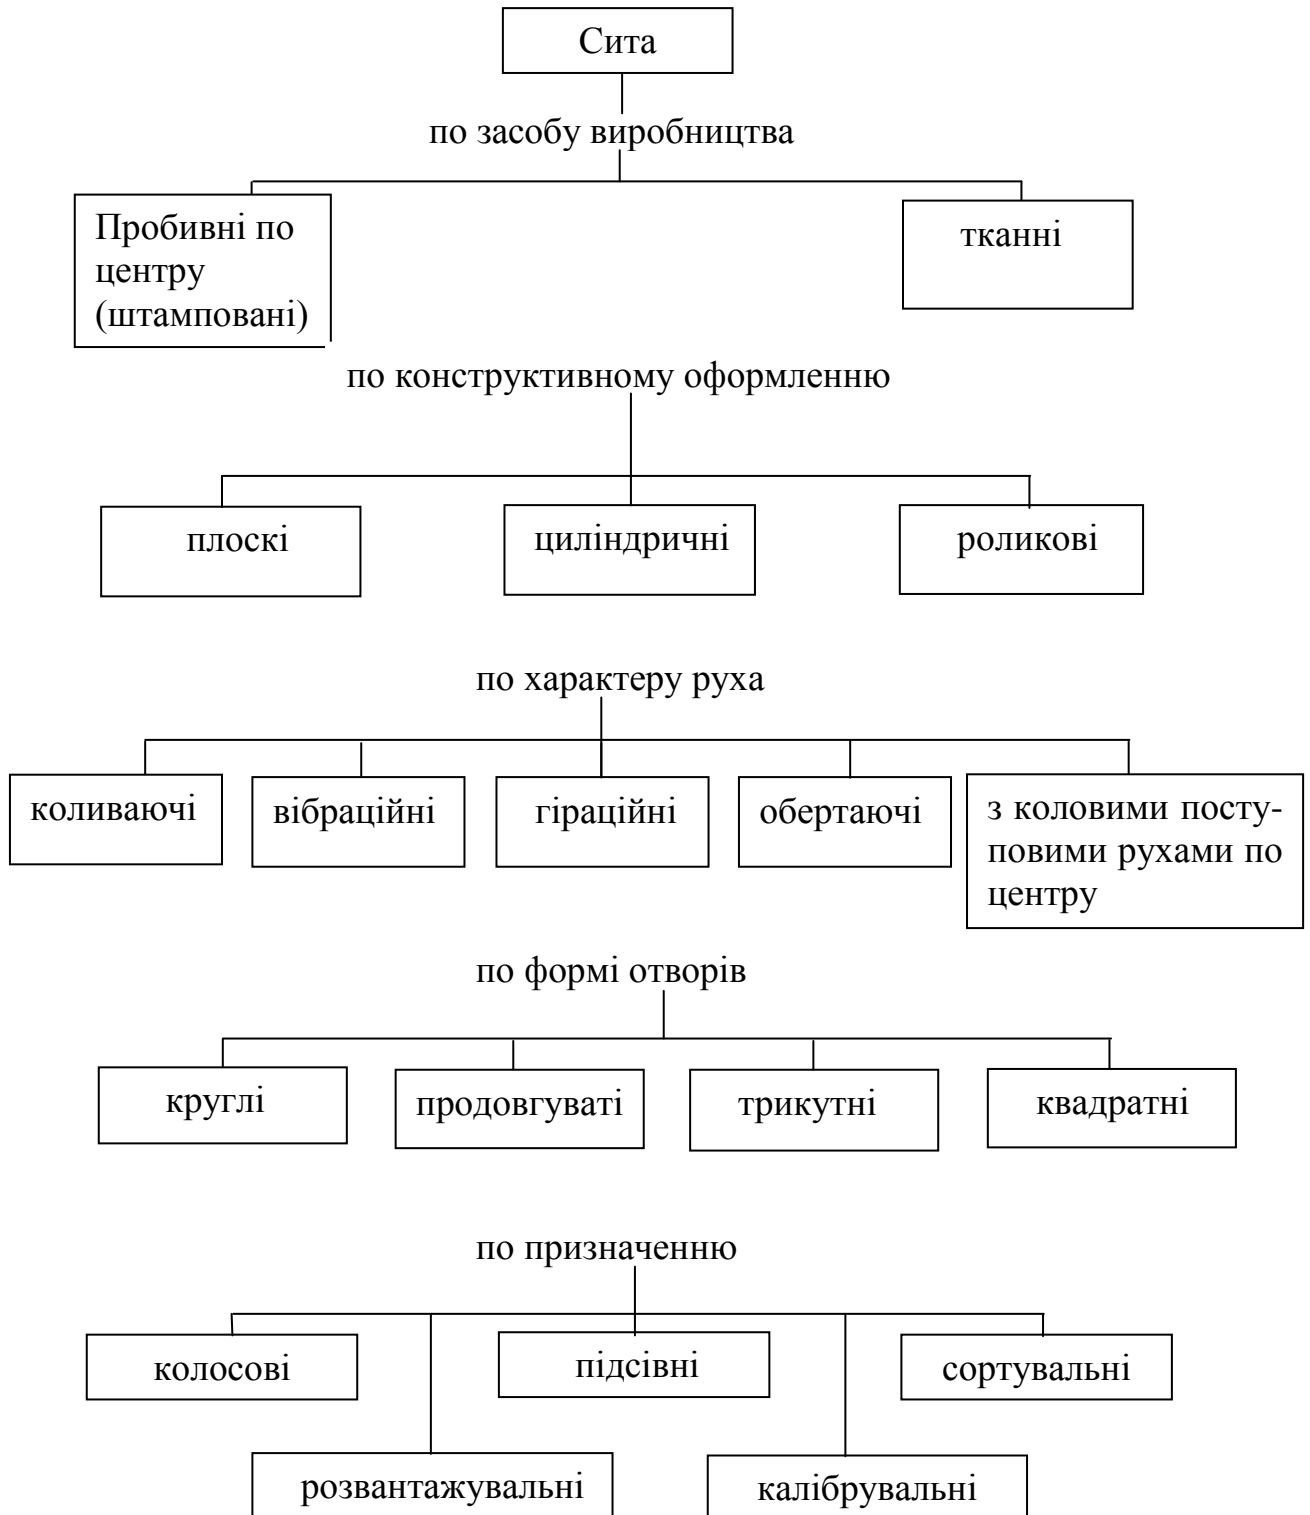 Сита
по засобу виробництва
Пробивні по
центру
(штамповані)
тканні
по конструктивному оформленню
плоскі
циліндричні
роликові
по характеру руха
коливаючі
вібраційні
гіраційні
обертаючі
з коловими посту-
повими рухами по
центру
по формі отворів
круглі
продовгуваті
трикутні
квадратні
по призначенню
колосові
підсівні
сортувальні
розвантажувальні
калібрувальні